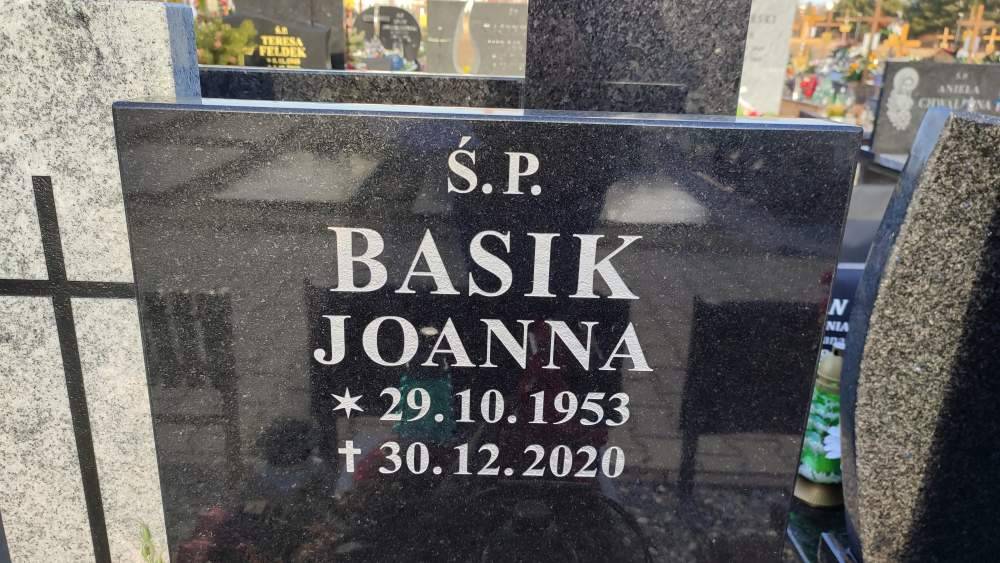 Ś.P.
TERESA
FELDEK
Ś.P.
BASIK
JOANNA
✶ 29.10.1953
✝ 30.12.2020
ANIELA